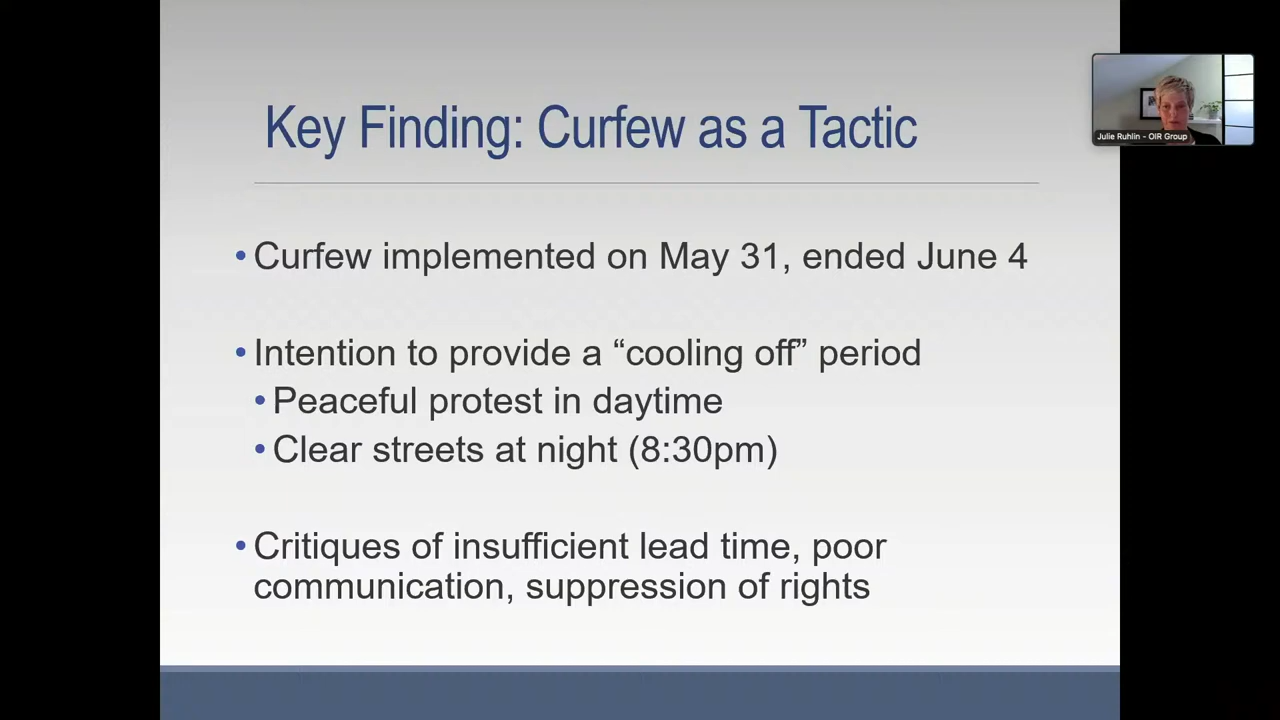 Key Finding: Curfew as a Tactic
Julie Ruhlin - OIR Group
• Curfew implemented on May 31, ended June 4
• Intention to provide a “cooling off” period
• Peaceful protest in daytime
• Clear streets at night (8:30pm)
• Critiques of insufficient lead time, poor
communication, suppression of rights